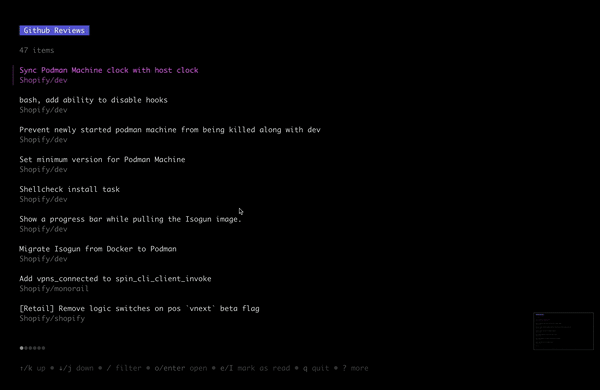 Github Reviews
47 items
Sync Podman Machine clock with host clock
Shopify/dev
bash, add ability to disable hooks
Shopify/dev
Prevent newly started podman machine from being killed along with dev
Shopify/dev
Set minimum version for Podman Machine
Shopify/dev
Shellcheck install task
Shopify/dev
Show a progress bar while pulling the Isogun image.
Shopify/dev
Migrate Isogun from Docker to Podman
Shopify/dev
Add vpns_connected to spin_cli_client_invoke
Shopify/monorail
[Retail] Remove logic switches on pos `vnext` beta flag
Shopify/shopify
↑/k up • ↓/j down • / filter • o/enter open • e/I mark as read • q quit • ? more